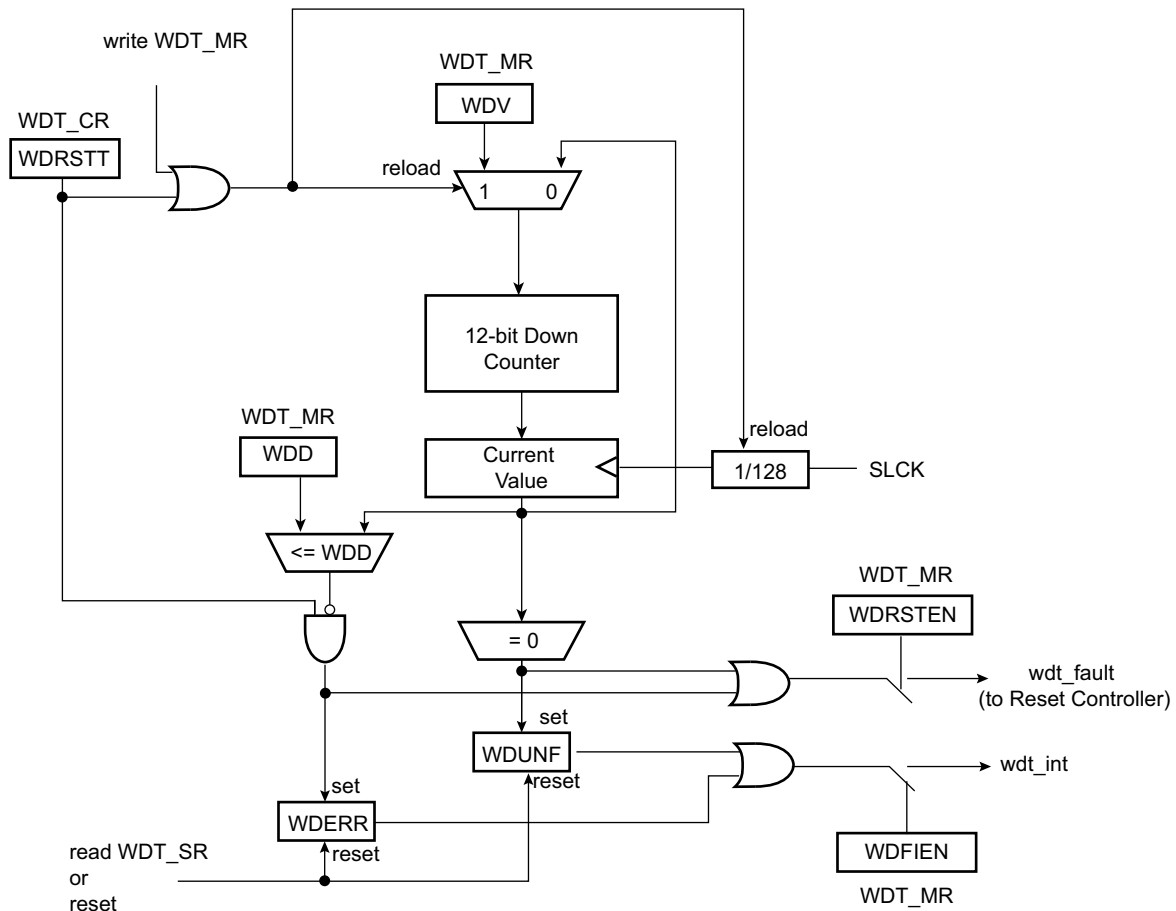 write WDT_MR
WDT_MR
WDV
WDT_CR
WDRSTT
reload
1
0
12-bit Down
Counter
WDT_MR
WDD
Current
Value
reload
1/128
SLCK
<= WDD
WDT_MR
WDRSTEN
= 0
wdt_fault
(to Reset Controller)
set
WDUNF
reset
wdt_int
set
WDERR
reset
read WDT_SR
or
reset
WDFIEN
WDT_MR